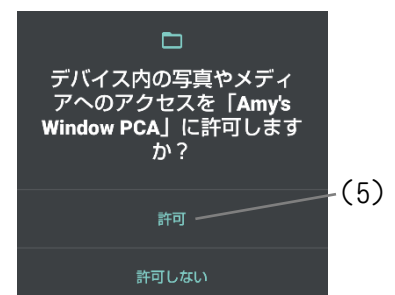 デバイス内の写真やメディ
アへのアクセスを「Amy's
Window PCA」に許可します
か？
許可
(5)
許可しない